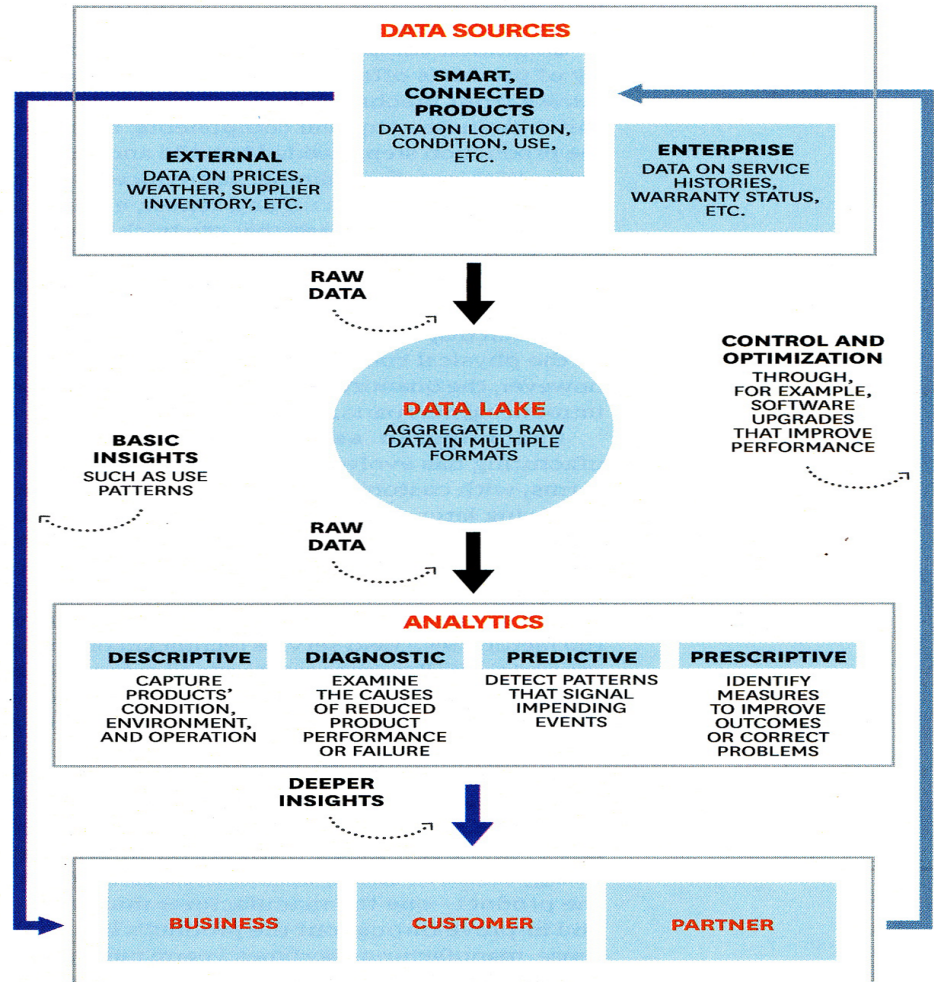 DATA SOURCES
SMART,
CONNECTED
PRODUCTS
DATA ON LOCATION,
CONDITION, USE,
ETC.
EXTERNAL
DATA ON PRICES,
WEATHER, SUPPLIER
INVENTORY, ETC.
ENTERPRISE
DATA ON SERVICE
HISTORIES,
WARRANTY STATUS,
ETC.
RAW
DATA
DATA LAKE
AGGREGATED RAW
DATA IN MULTIPLE
FORMATS
CONTROL AND
OPTIMIZATION
THROUGH,
FOR EXAMPLE,
SOFTWARE
UPGRADES
THAT IMPROVE
PERFORMANCE
BASIC
INSIGHTS
SUCH AS USE
PATTERNS
RAW
DATA
ANALYTICS
DESCRIPTIVE
CAPTURE
PRODUCTS'
CONDITION,
ENVIRONMENT,
AND OPERATION
DIAGNOSTIC
EXAMINE
THE CAUSES
OF REDUCED
PRODUCT
PERFORMANCE
OR FAILURE
PREDICTIVE
DETECT PATTERNS
THAT SIGNAL
IMPENDING
EVENTS
PRESCRIPTIVE
IDENTIFY
MEASURES
TO IMPROVE
OUTCOMES
OR CORRECT
PROBLEMS
DEEPER
INSIGHTS
BUSINESS
CUSTOMER
PARTNER